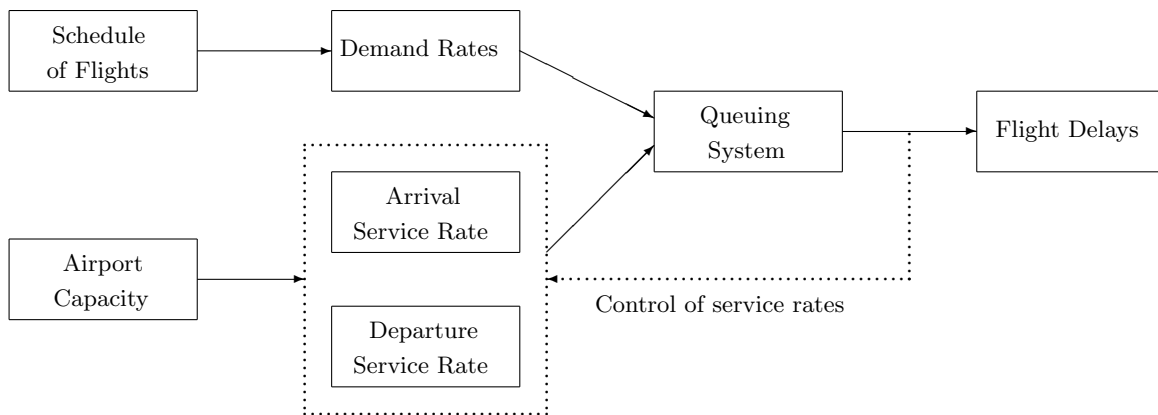 Schedule
of Flights
Demand Rates
Queuing
System
Flight Delays
Arrival
Service Rate
Airport
Capacity
Control of service rates
Departure
Service Rate